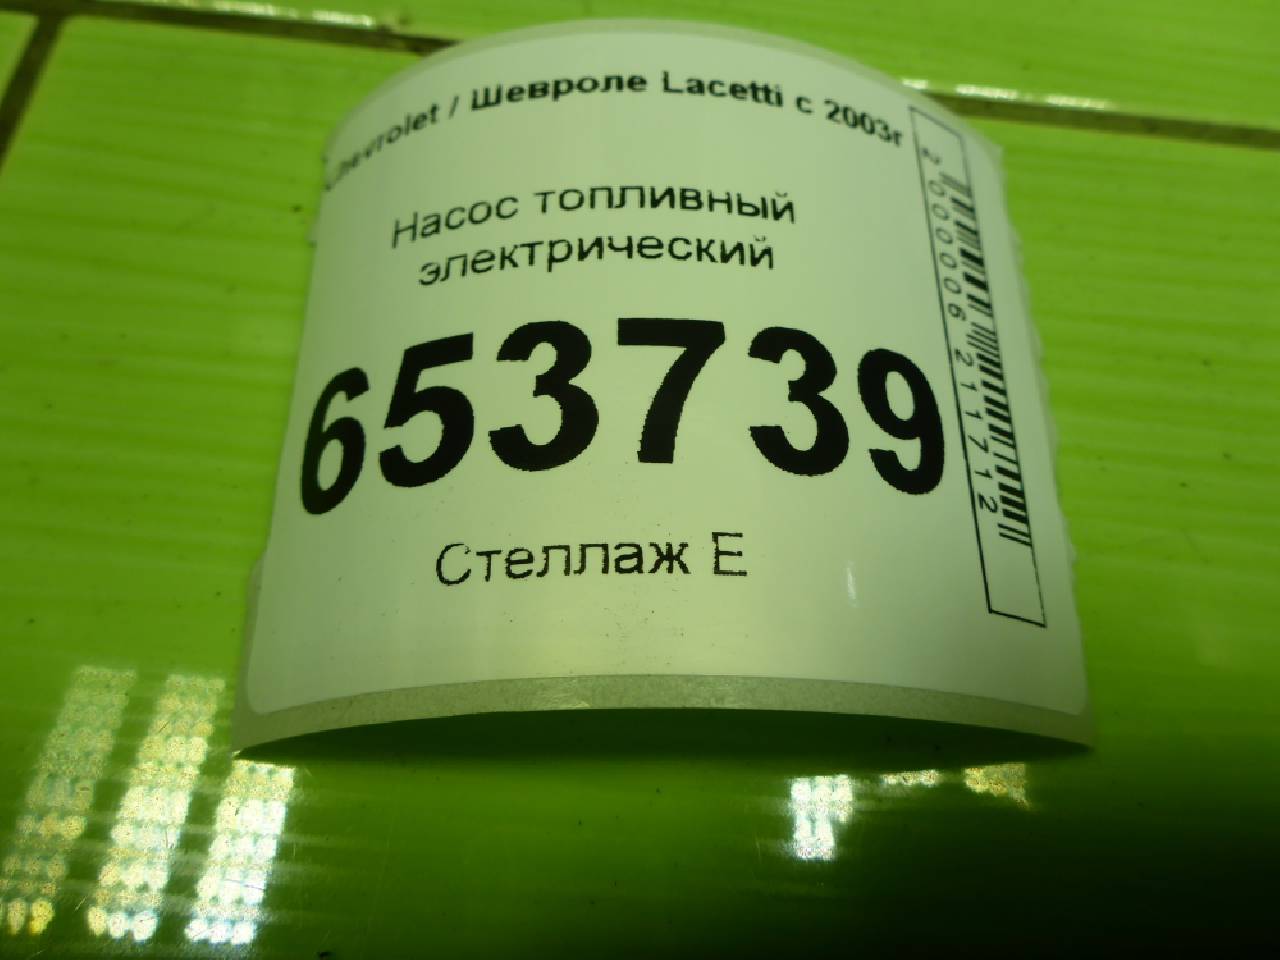 Chevrolet / Шевроле Lacetti с 2003г
Насос топливный
электрический
653739
Стеллаж Е
2000006211712